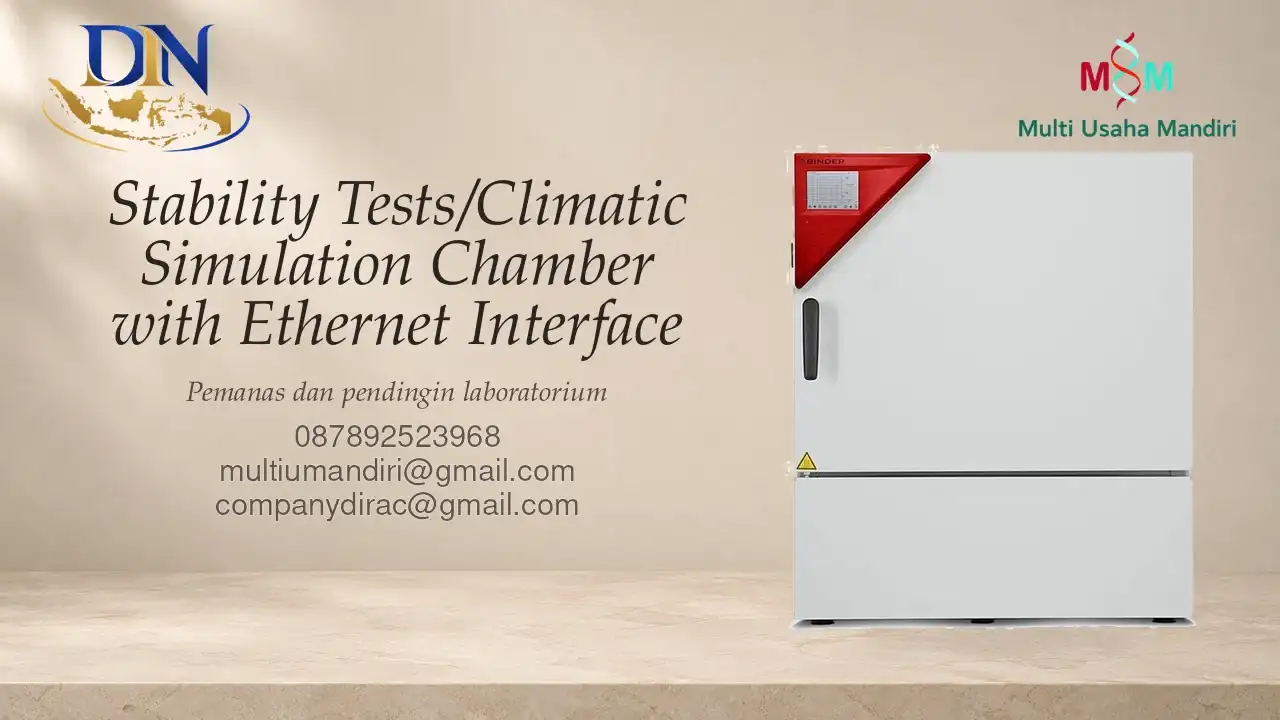 DN
MSM
Multi Usaha Mandiri
BINDER
Stability Tests/Climatic
Simulation Chamber
with Ethernet Interface
Pemanas dan pendingin laboratorium
087892523968
multiumandiri@gmail.com
companydirac@gmail.com